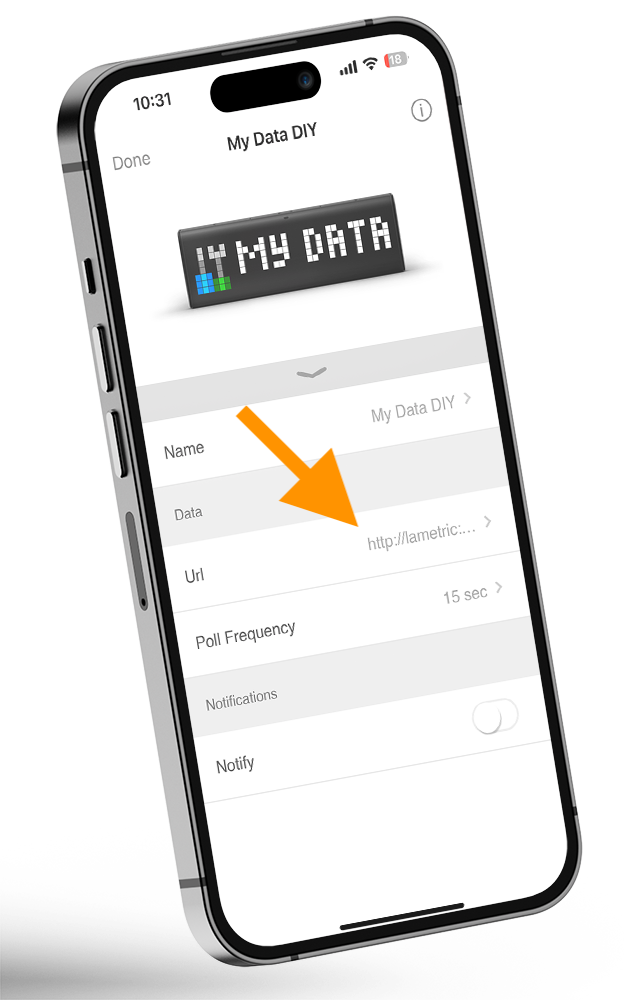 10:31
18
Done
My Data DIY
MY DATA
Name
My Data DIY
Data
Url
http://lametric:...
Poll Frequency
15 sec
Notifications
Notify